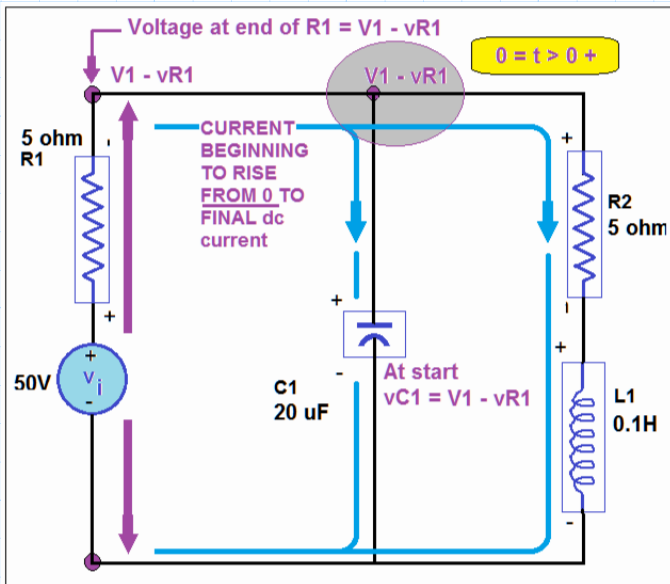 Voltage at end of R1 = V1 - vR1
0 = t > 0 +
V1 - vR1
V1 - vR1
5 ohm
R1
-
CURRENT
BEGINNING
TO RISE
FROM 0 TO
FINAL dc
current
+
R2
5 ohm
-
+
+
50V
+
vi
-
+
-
C1
20 uF
At start
vC1 = V1 - vR1
L1
0.1H
-